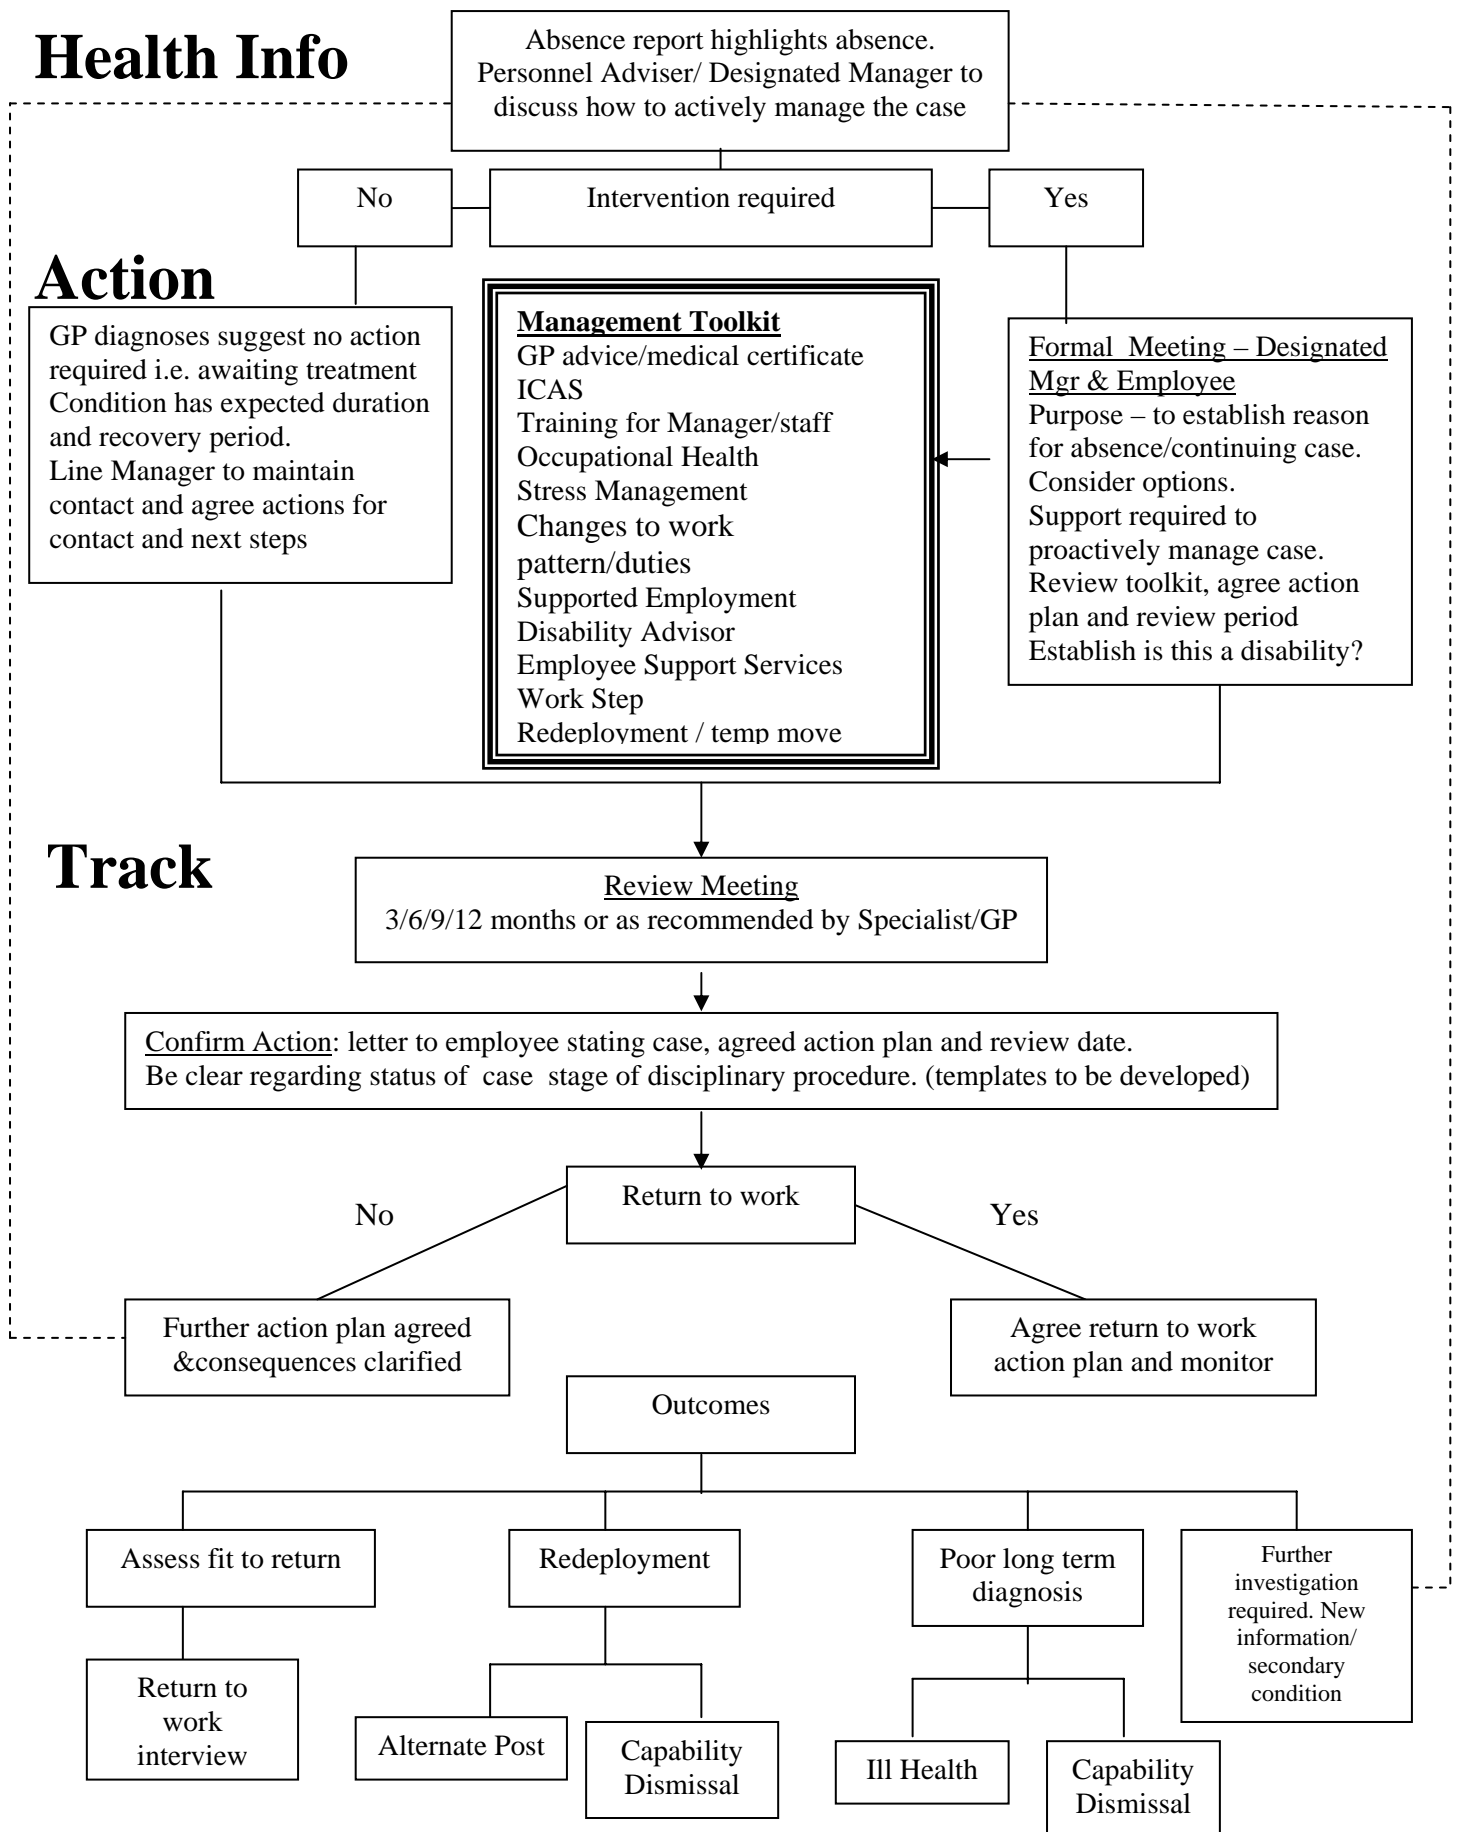 Health Info
Absence report highlights absence.
Personnel Adviser/ Designated Manager to
discuss how to actively manage the case
No
Intervention required
Yes
Action
GP diagnoses suggest no action
required i.e. awaiting treatment
Condition has expected duration
and recovery period.
Line Manager to maintain
contact and agree actions for
contact and next steps
Management Toolkit
GP advice/medical certificate
ICAS
Training for Manager/staff
Occupational Health
Stress Management
Changes to work
pattern/duties
Supported Employment
Disability Advisor
Employee Support Services
Work Step
Redeployment / temp move
Formal Meeting – Designated
Mgr & Employee
Purpose – to establish reason
for absence/continuing case.
Consider options.
Support required to
proactively manage case.
Review toolkit, agree action
plan and review period
Establish is this a disability?
Track
Review Meeting
3/6/9/12 months or as recommended by Specialist/GP
Confirm Action: letter to employee stating case, agreed action plan and review date.
Be clear regarding status of case stage of disciplinary procedure. (templates to be developed)
Return to work
No
Yes
Further action plan agreed
&consequences clarified
Agree return to work
action plan and monitor
Outcomes
Assess fit to return
Redeployment
Poor long term
diagnosis
Further
investigation
required. New
information/
secondary
condition
Return to
work
interview
Alternate Post
Capability
Dismissal
Ill Health
Capability
Dismissal